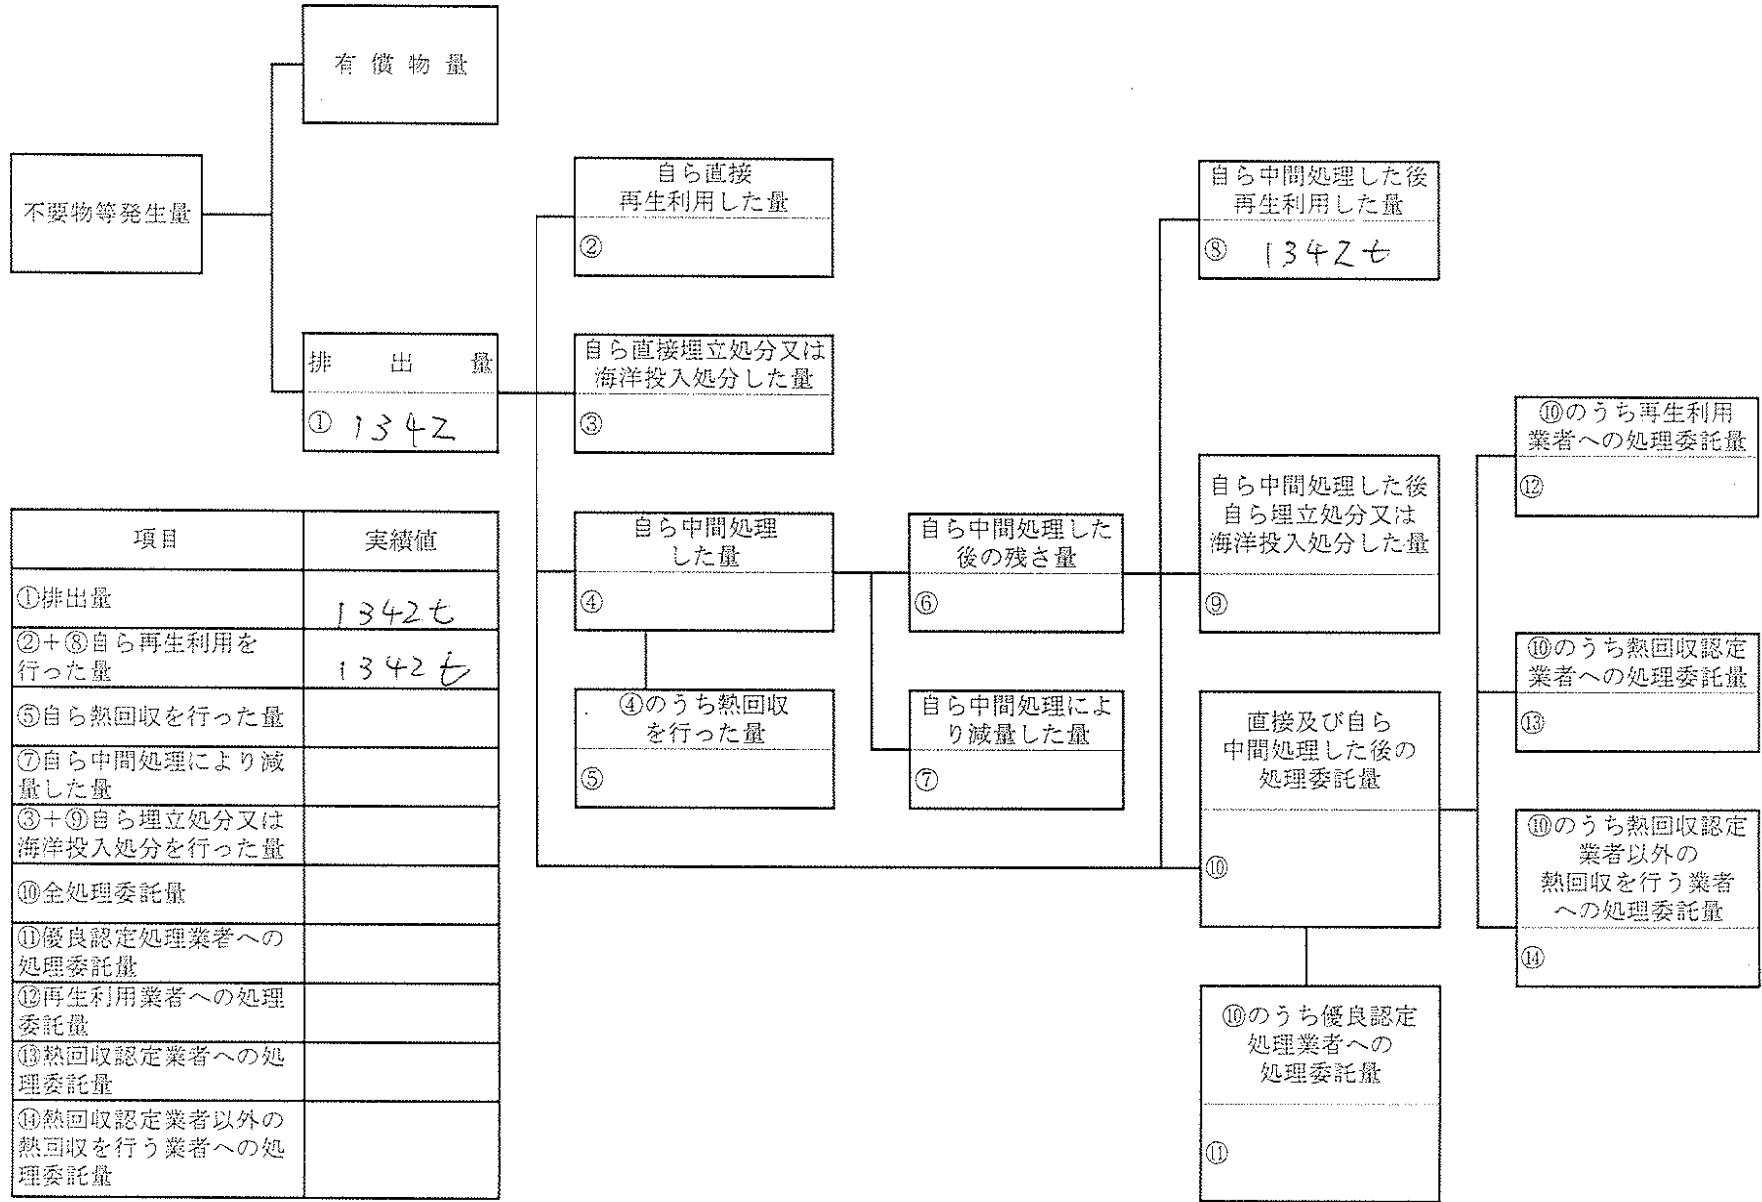 有償物量
不要物等発生量
排出量
① 1342
自ら直接
再生利用した量
②
自ら直接埋立処分又は
海洋投入処分した量
③
自ら中間処理
した量
④
④のうち熱回収
を行った量
⑤
自ら中間処理した
後の残さ量
⑥
自ら中間処理によ
り減量した量
⑦
自ら中間処理した後
再生利用した量
⑧ 1342t
自ら中間処理した後
自ら埋立処分又は
海洋投入処分した量
⑨
直接及び自ら
中間処理した後の
処理委託量
⑩
⑩のうち優良認定
処理業者への
処理委託量
⑪
⑩のうち再生利用
業者への処理委託量
⑫
⑩のうち熱回収認定
業者への処理委託量
⑬
⑩のうち熱回収認定
業者以外の
熱回収を行う業者
への処理委託量
⑭
項目 実績値
①排出量 1342t
②+⑧自ら再生利用を
行った量 1342t
⑤自ら熱回収を行った量
⑦自ら中間処理により減
量した量
③+⑨自ら埋立処分又は
海洋投入処分を行った量
⑩全処理委託量
⑪優良認定処理業者への
処理委託量
⑫再生利用業者への処理
委託量
⑬熱回収認定業者への処
理委託量
⑭熱回収認定業者以外の
熱回収を行う業者への処
理委託量